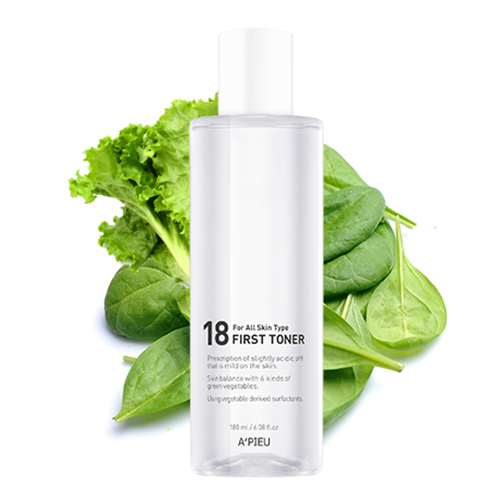 18 For All Skin Type
FIRST TONER
Prescription of slightly acidic pH
that is mild on the skin.
Skin balance with 6 kinds of
green vegetables.
Using vegetable derived surfactants.
180 ml / 6.08 fl.oz
A'PIEU